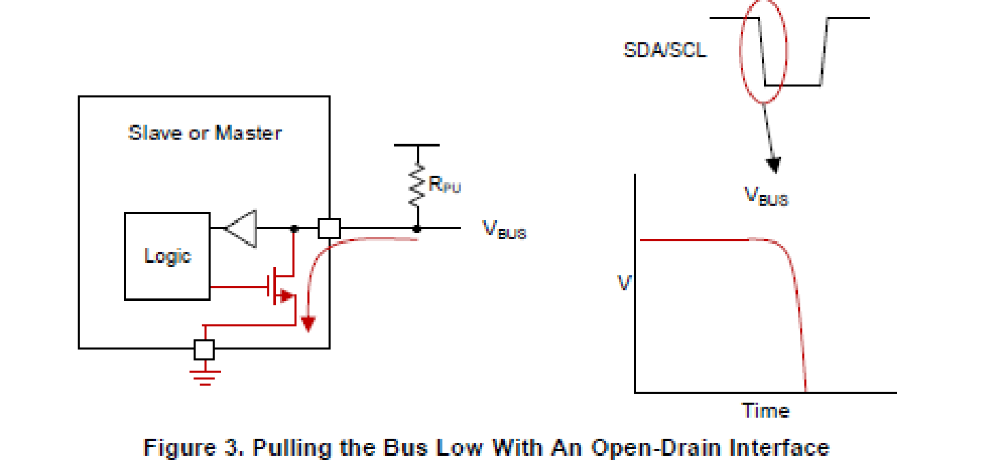 SDA/SCL
Slave or Master
RPU
VBUS
Logic
VBUS
V
Time
Figure 3. Pulling the Bus Low With An Open-Drain Interface